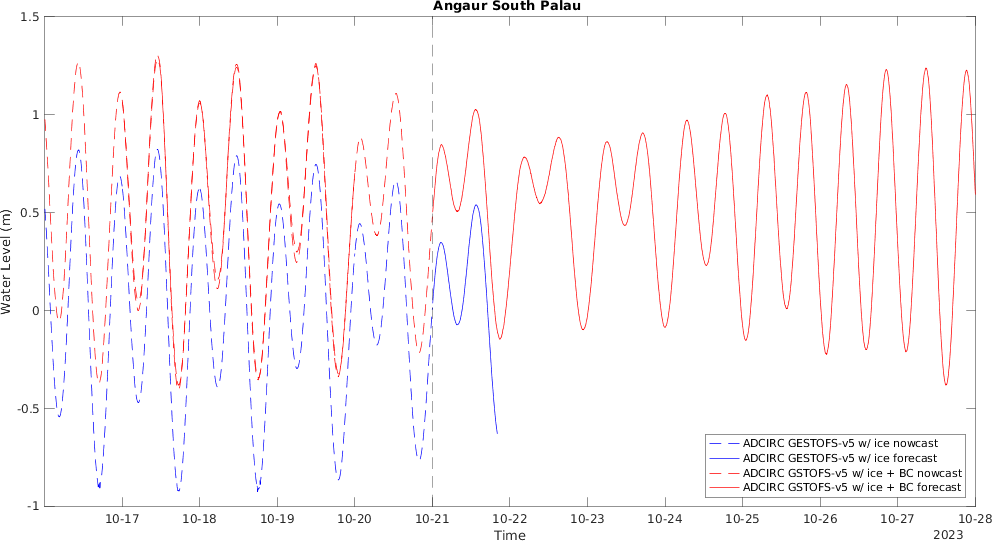 Angaur South Palau
1.5
1
0.5
0
-0.5
-1
Water Level (m)
10-17 10-18 10-19 10-20 10-21 10-22 10-23 10-24 10-25 10-26 10-27 10-28
Time
2023
ADCIRC GESTOFS-v5 w/ ice nowcast
ADCIRC GESTOFS-v5 w/ ice forecast
ADCIRC GSTOFS-v5 w/ ice + BC nowcast
ADCIRC GSTOFS-v5 w/ ice + BC forecast